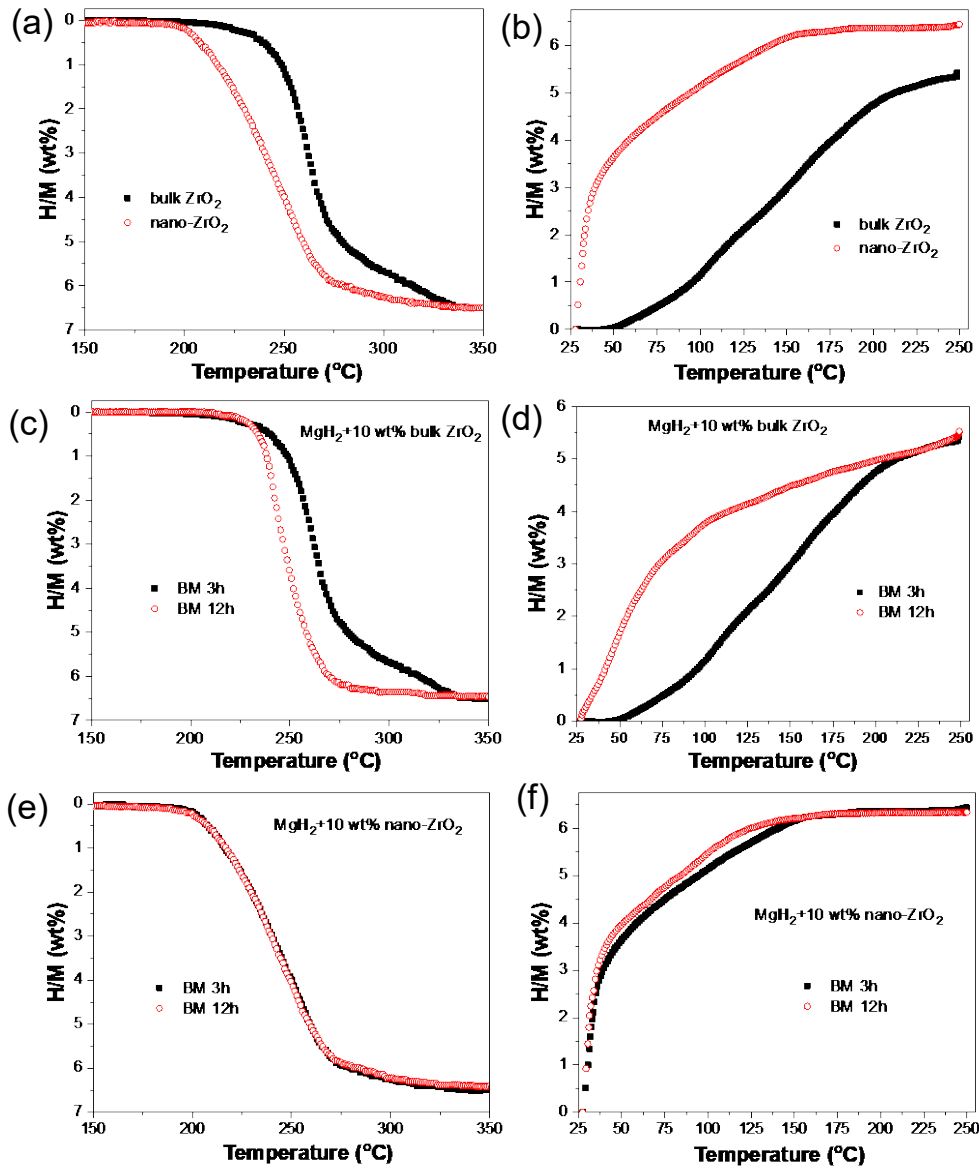 (a)
0
1
2
3
4
5
6
7
H/M (wt%)
bulk ZrO₂
nano-ZrO₂
150 200 250 300 350
Temperature (°C)
(b)
6
5
4
3
2
1
0
H/M (wt%)
bulk ZrO₂
nano-ZrO₂
25 50 75 100 125 150 175 200 225 250
Temperature (°C)
(c)
0
1
2
3
4
5
6
7
H/M (wt%)
MgH₂+10 wt% bulk ZrO₂
BM 3h
BM 12h
150 200 250 300 350
Temperature (°C)
(d)
6
5
4
3
2
1
0
H/M (wt%)
MgH₂+10 wt% bulk ZrO₂
BM 3h
BM 12h
25 50 75 100 125 150 175 200 225 250
Temperature (°C)
(e)
0
1
2
3
4
5
6
7
H/M (wt%)
MgH₂+10 wt% nano-ZrO₂
BM 3h
BM 12h
150 200 250 300 350
Temperature (°C)
(f)
6
5
4
3
2
1
0
H/M (wt%)
MgH₂+10 wt% nano-ZrO₂
BM 3h
BM 12h
25 50 75 100 125 150 175 200 225 250
Temperature (°C)